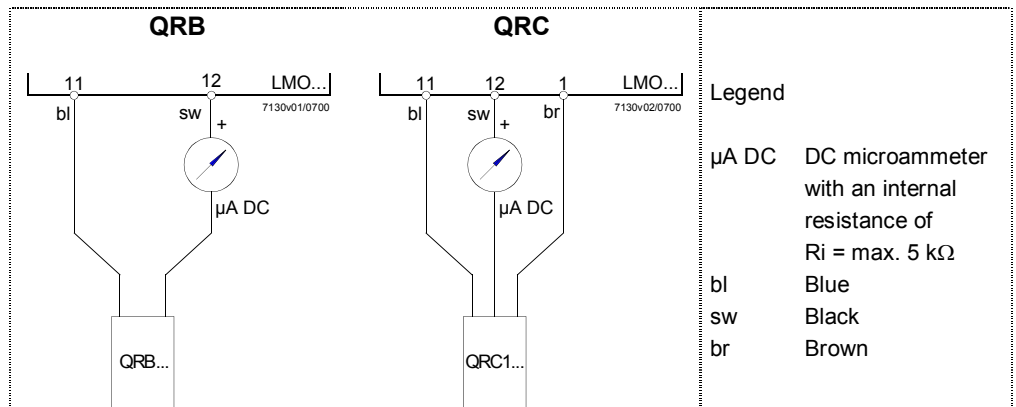 QRB
11 12 LMO...
7130v01/0700
bl sw
+
µA DC
QRB...
QRC
11 12 1 LMO...
7130v02/0700
bl sw br
+
µA DC
QRC1...
Legend
µA DC DC microammeter
with an internal
resistance of
Ri = max. 5 kΩ
bl Blue
sw Black
br Brown